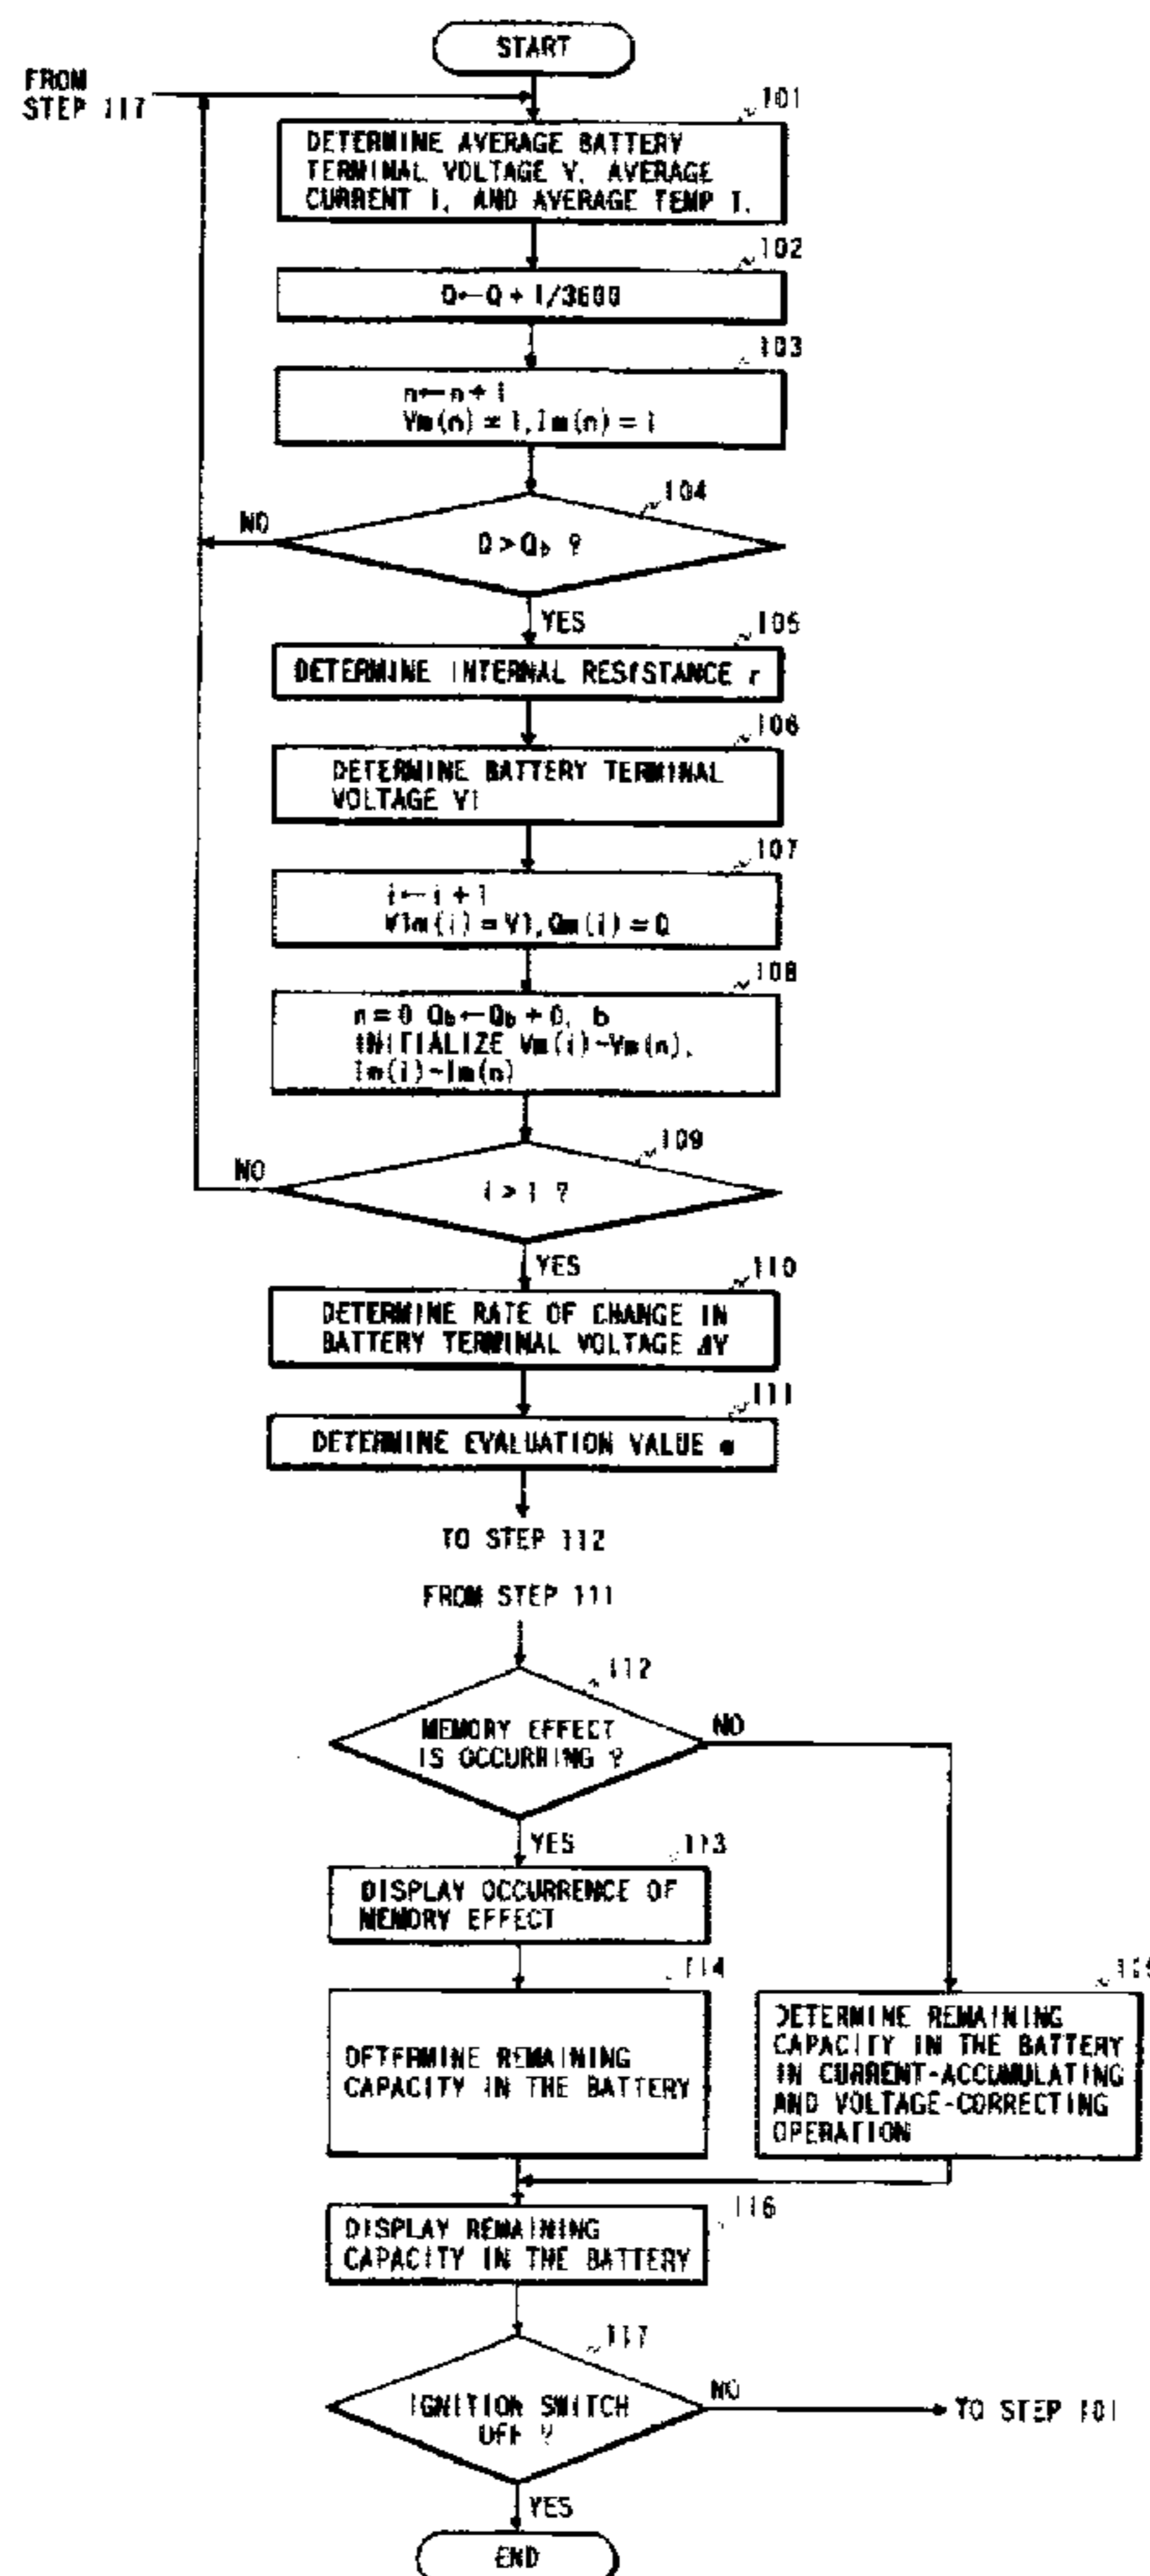 START
FROM
STEP 117
101
DETERMINE AVERAGE BATTERY
TERMINAL VOLTAGE V, AVERAGE
CURRENT I, AND AVERAGE TEMP T.
102
Q←Q + I/3600
103
n←n + 1
Vm(n) = I, Im(n) = I
104
Q > Qb ?
NO
YES
105
DETERMINE INTERNAL RESISTANCE r
106
DETERMINE BATTERY TERMINAL
VOLTAGE V1
107
i←i + 1
V1m(i) = V1, Qm(i) = Q
108
n = 0 Qb←Qb + 0, b
INITIALIZE Vm(i)~Vm(n),
Im(i)~Im(n)
109
i > 1 ?
NO
YES
110
DETERMINE RATE OF CHANGE IN
BATTERY TERMINAL VOLTAGE ΔV
111
DETERMINE EVALUATION VALUE
TO STEP 112
FROM STEP 111
112
MEMORY EFFECT
IS OCCURRING ?
NO
YES
113
DISPLAY OCCURRENCE OF
MEMORY EFFECT
114
DETERMINE REMAINING
CAPACITY IN THE BATTERY
115
DETERMINE REMAINING
CAPACITY IN THE BATTERY
IN CURRENT-ACCUMULATING
AND VOLTAGE-CORRECTING
OPERATION
116
DISPLAY REMAINING
CAPACITY IN THE BATTERY
117
IGNITION SWITCH
OFF ?
NO
TO STEP 101
YES
END